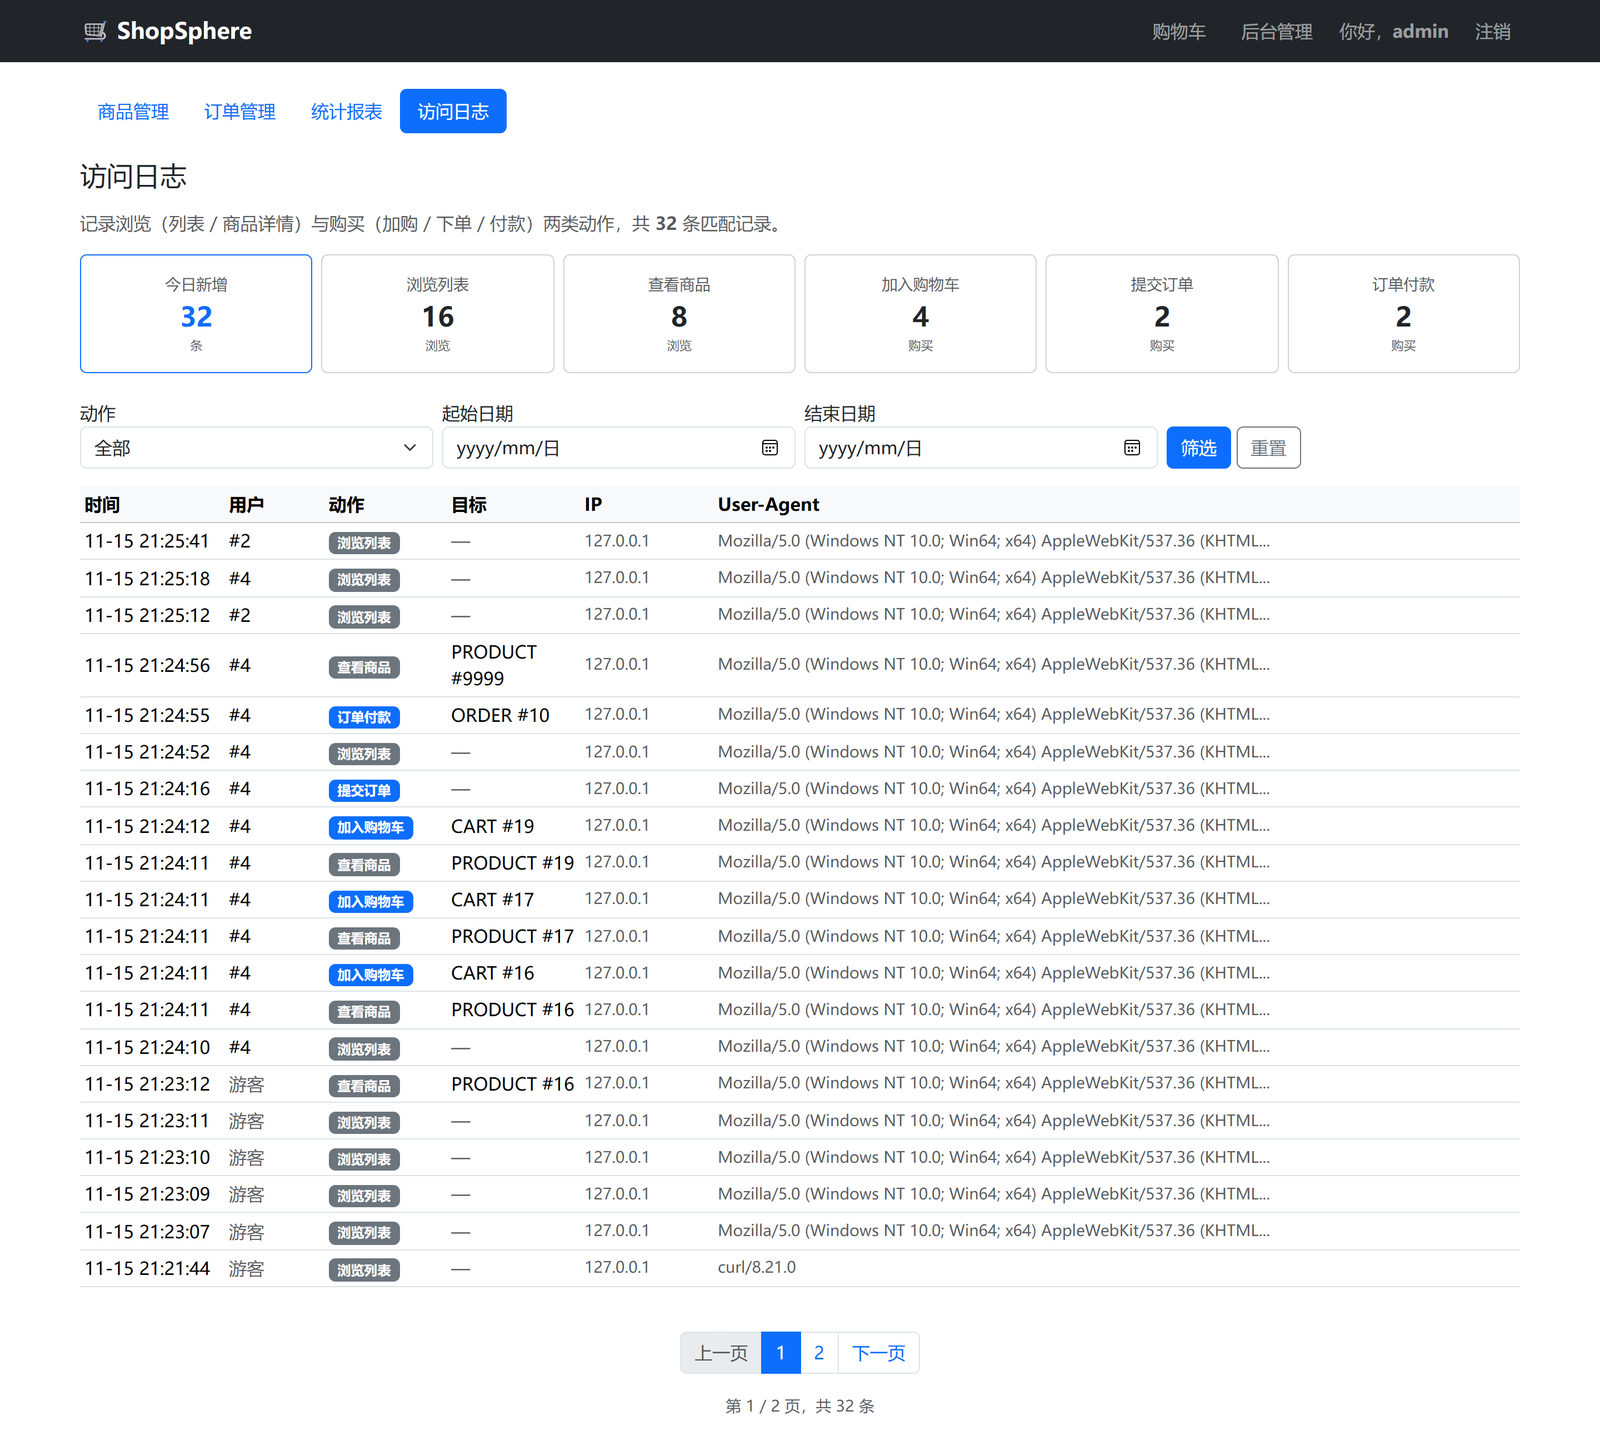 ShopSphere 购物车 后台管理 你好，admin 注销
商品管理 订单管理 统计报表 访问日志
访问日志
记录浏览（列表 / 商品详情）与购买（加购 / 下单 / 付款）两类动作，共 32 条匹配记录。
今日新增 浏览列表 查看商品 加入购物车 提交订单 订单付款
32 16 8 4 2 2
条 浏览 浏览 购买 购买 购买
动作 起始日期 结束日期
全部 yyyy/mm/日 yyyy/mm/日 筛选 重置
时间 用户 动作 目标 IP User-Agent
11-15 21:25:41 #2 浏览列表 — 127.0.0.1 Mozilla/5.0 (Windows NT 10.0; Win64; x64) AppleWebKit/537.36 (KHTML...
11-15 21:25:18 #4 浏览列表 — 127.0.0.1 Mozilla/5.0 (Windows NT 10.0; Win64; x64) AppleWebKit/537.36 (KHTML...
11-15 21:25:12 #2 浏览列表 — 127.0.0.1 Mozilla/5.0 (Windows NT 10.0; Win64; x64) AppleWebKit/537.36 (KHTML...
11-15 21:24:56 #4 查看商品 PRODUCT #9999 127.0.0.1 Mozilla/5.0 (Windows NT 10.0; Win64; x64) AppleWebKit/537.36 (KHTML...
11-15 21:24:55 #4 订单付款 ORDER #10 127.0.0.1 Mozilla/5.0 (Windows NT 10.0; Win64; x64) AppleWebKit/537.36 (KHTML...
11-15 21:24:52 #4 浏览列表 — 127.0.0.1 Mozilla/5.0 (Windows NT 10.0; Win64; x64) AppleWebKit/537.36 (KHTML...
11-15 21:24:16 #4 提交订单 — 127.0.0.1 Mozilla/5.0 (Windows NT 10.0; Win64; x64) AppleWebKit/537.36 (KHTML...
11-15 21:24:12 #4 加入购物车 CART #19 127.0.0.1 Mozilla/5.0 (Windows NT 10.0; Win64; x64) AppleWebKit/537.36 (KHTML...
11-15 21:24:11 #4 查看商品 PRODUCT #19 127.0.0.1 Mozilla/5.0 (Windows NT 10.0; Win64; x64) AppleWebKit/537.36 (KHTML...
11-15 21:24:11 #4 加入购物车 CART #17 127.0.0.1 Mozilla/5.0 (Windows NT 10.0; Win64; x64) AppleWebKit/537.36 (KHTML...
11-15 21:24:11 #4 查看商品 PRODUCT #17 127.0.0.1 Mozilla/5.0 (Windows NT 10.0; Win64; x64) AppleWebKit/537.36 (KHTML...
11-15 21:24:11 #4 加入购物车 CART #16 127.0.0.1 Mozilla/5.0 (Windows NT 10.0; Win64; x64) AppleWebKit/537.36 (KHTML...
11-15 21:24:11 #4 查看商品 PRODUCT #16 127.0.0.1 Mozilla/5.0 (Windows NT 10.0; Win64; x64) AppleWebKit/537.36 (KHTML...
11-15 21:24:10 #4 浏览列表 — 127.0.0.1 Mozilla/5.0 (Windows NT 10.0; Win64; x64) AppleWebKit/537.36 (KHTML...
11-15 21:23:12 游客 查看商品 PRODUCT #16 127.0.0.1 Mozilla/5.0 (Windows NT 10.0; Win64; x64) AppleWebKit/537.36 (KHTML...
11-15 21:23:11 游客 浏览列表 — 127.0.0.1 Mozilla/5.0 (Windows NT 10.0; Win64; x64) AppleWebKit/537.36 (KHTML...
11-15 21:23:10 游客 浏览列表 — 127.0.0.1 Mozilla/5.0 (Windows NT 10.0; Win64; x64) AppleWebKit/537.36 (KHTML...
11-15 21:23:09 游客 浏览列表 — 127.0.0.1 Mozilla/5.0 (Windows NT 10.0; Win64; x64) AppleWebKit/537.36 (KHTML...
11-15 21:23:07 游客 浏览列表 — 127.0.0.1 Mozilla/5.0 (Windows NT 10.0; Win64; x64) AppleWebKit/537.36 (KHTML...
11-15 21:21:44 游客 浏览列表 — 127.0.0.1 curl/8.21.0
上一页 1 2 下一页
第 1 / 2 页，共 32 条